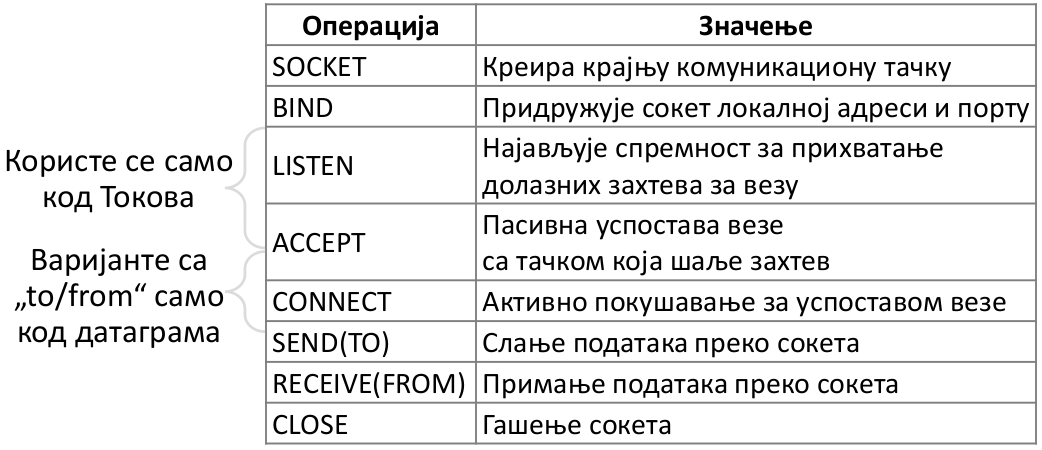 Операција Значење
SOCKET Креира крајњу комуникациону тачку
BIND Придружује сокет локалној адреси и порту
Користе се само
код Токова
LISTEN Најављује спремност за прихватање
долазних захтева за везу
ACCEPT Пасивна успостава везе
са тачком која шаље захтев
Варијанте са
„to/from“ само
код датаграма
CONNECT Активно покушавање за успоставом везе
SEND(TO) Слање података преко сокета
RECEIVE(FROM) Примање података преко сокета
CLOSE Гашење сокета